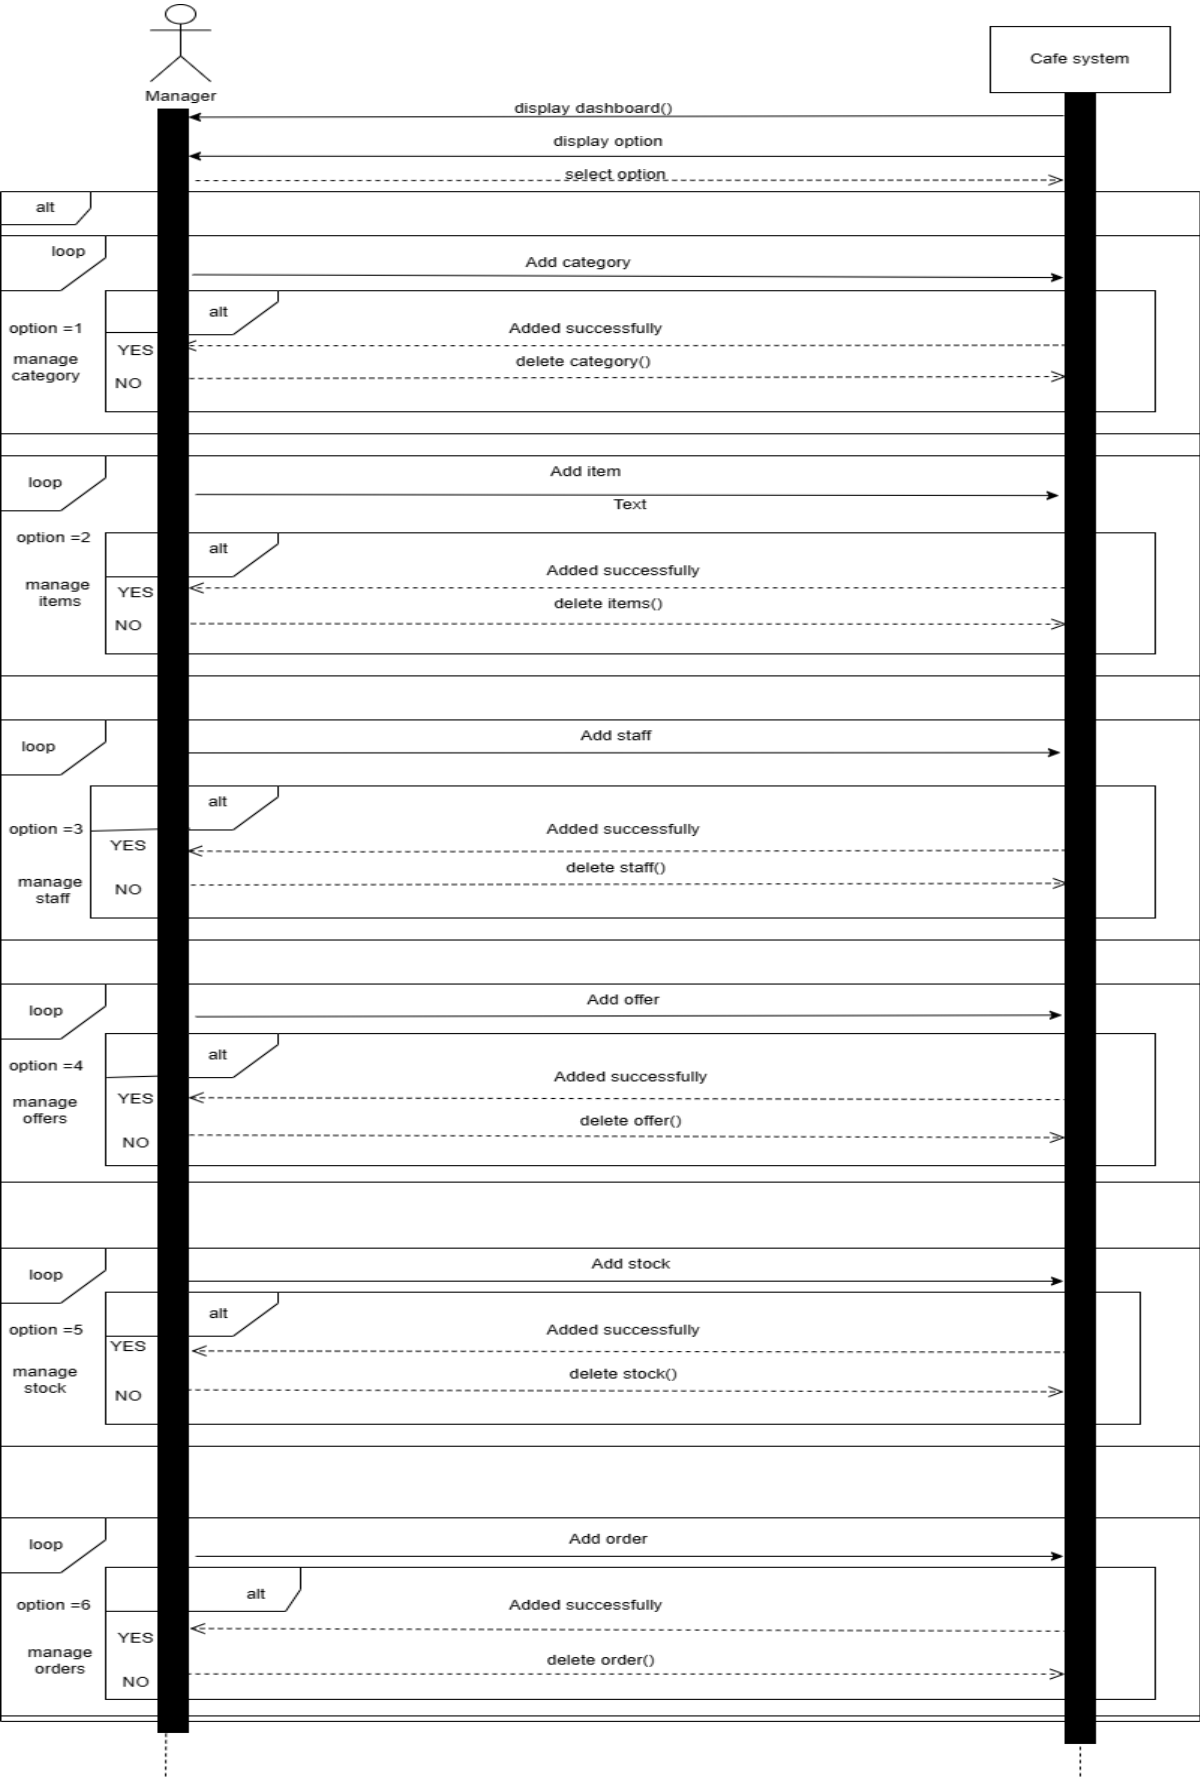 Cafe system
Manager
display dashboard()
display option
select option
alt
loop
Add category
alt
option =1
Added successfully
YES
manage
category
delete category()
NO
Add item
loop
Text
option =2
alt
Added successfully
manage
items
YES
delete items()
NO
Add staff
loop
alt
option =3
Added successfully
YES
delete staff()
manage
staff
NO
Add offer
loop
alt
option =4
Added successfully
manage
offers
YES
delete offer()
NO
Add stock
loop
alt
option =5
Added successfully
YES
manage
stock
delete stock()
NO
Add order
loop
alt
option =6
Added successfully
YES
manage
orders
delete order()
NO